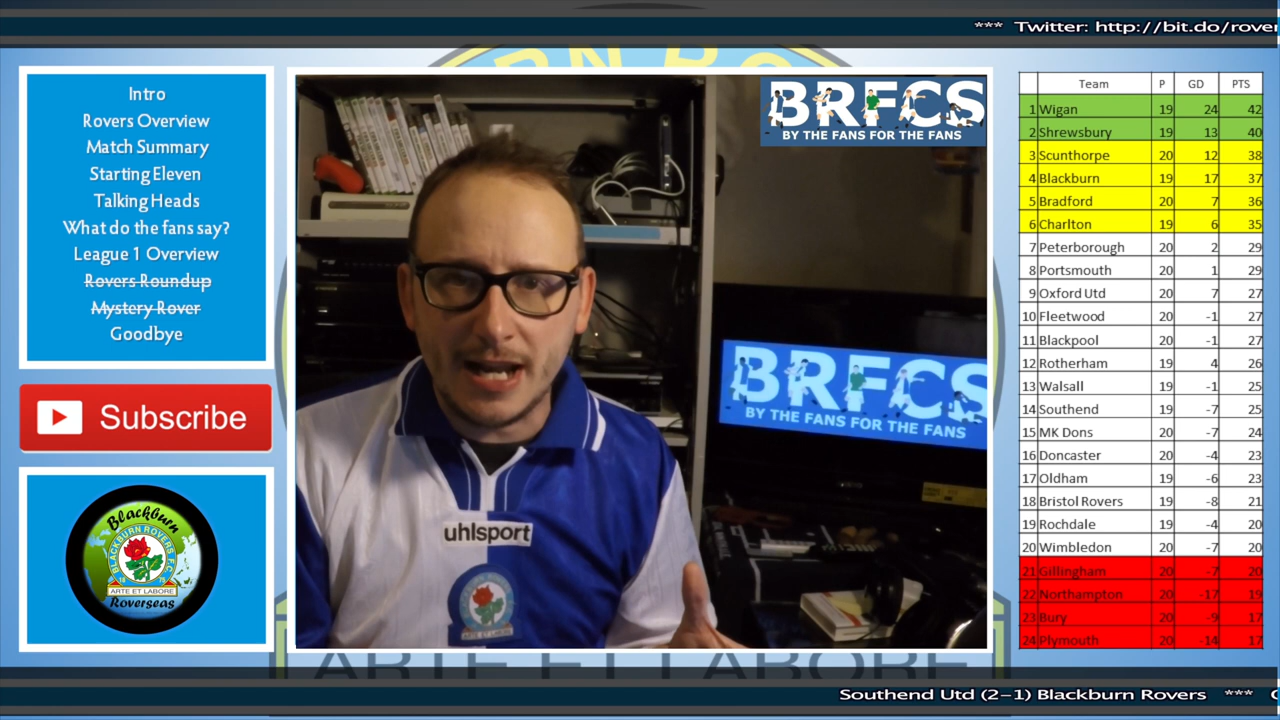 *** Twitter: http://bit.do/rover
RN RO
Intro
Rovers Overview
Match Summary
Starting Eleven
Talking Heads
What do the fans say?
League 1 Overview
Rovers Roundup
Mystery Rover
Goodbye
Subscribe
Blackburn
BLACKBURN ROVERS F.C.
18 75
ARTE ET LABORE
Roverseas
BRFCS
BY THE FANS FOR THE FANS
BRFCS
BY THE FANS FOR THE FANS
uhlsport
ARTE ET LABORE
Team P GD PTS
1 Wigan 19 24 42
2 Shrewsbury 19 13 40
3 Scunthorpe 20 12 38
4 Blackburn 19 17 37
5 Bradford 20 7 36
6 Charlton 19 6 35
7 Peterborough 20 2 29
8 Portsmouth 20 1 29
9 Oxford Utd 20 7 27
10 Fleetwood 20 -1 27
11 Blackpool 20 -1 27
12 Rotherham 19 4 26
13 Walsall 19 -1 25
14 Southend 19 -7 25
15 MK Dons 20 -7 24
16 Doncaster 20 -4 23
17 Oldham 19 -6 23
18 Bristol Rovers 19 -8 21
19 Rochdale 19 -4 20
20 Wimbledon 20 -7 20
21 Gillingham 20 -7 20
22 Northampton 20 -17 19
23 Bury 20 -9 17
24 Plymouth 20 -14 17
ARTE ET LABORE
Southend Utd (2-1) Blackburn Rovers ***